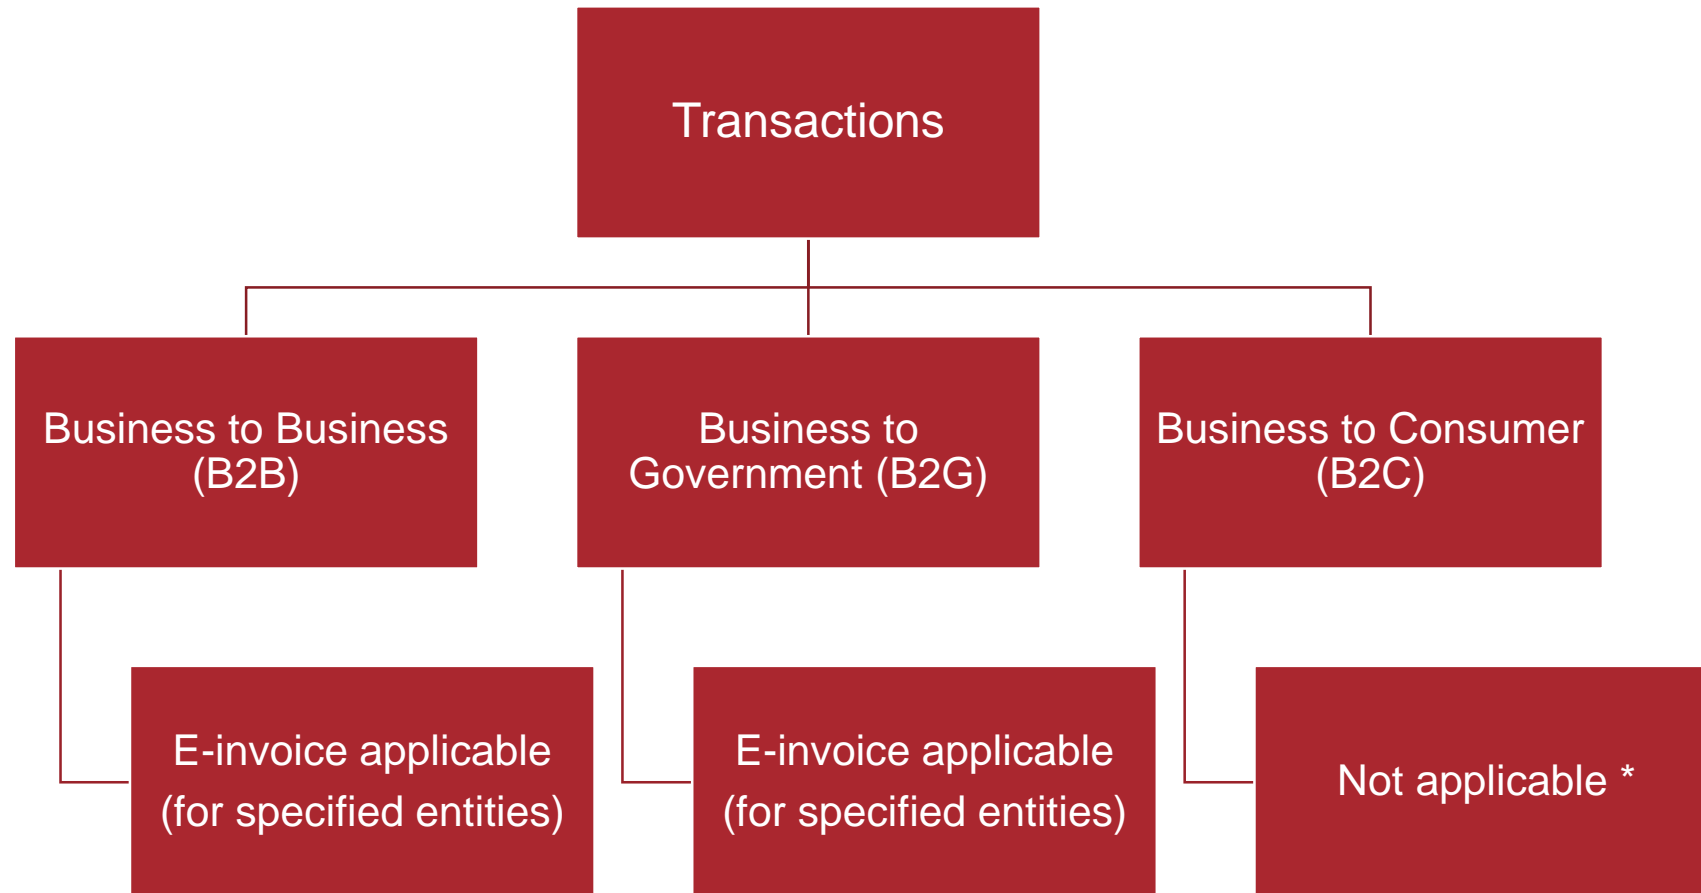 Transactions
Business to Business
(B2B)
Business to
Government (B2G)
Business to Consumer
(B2C)
E-invoice applicable
(for specified entities)
E-invoice applicable
(for specified entities)
Not applicable *